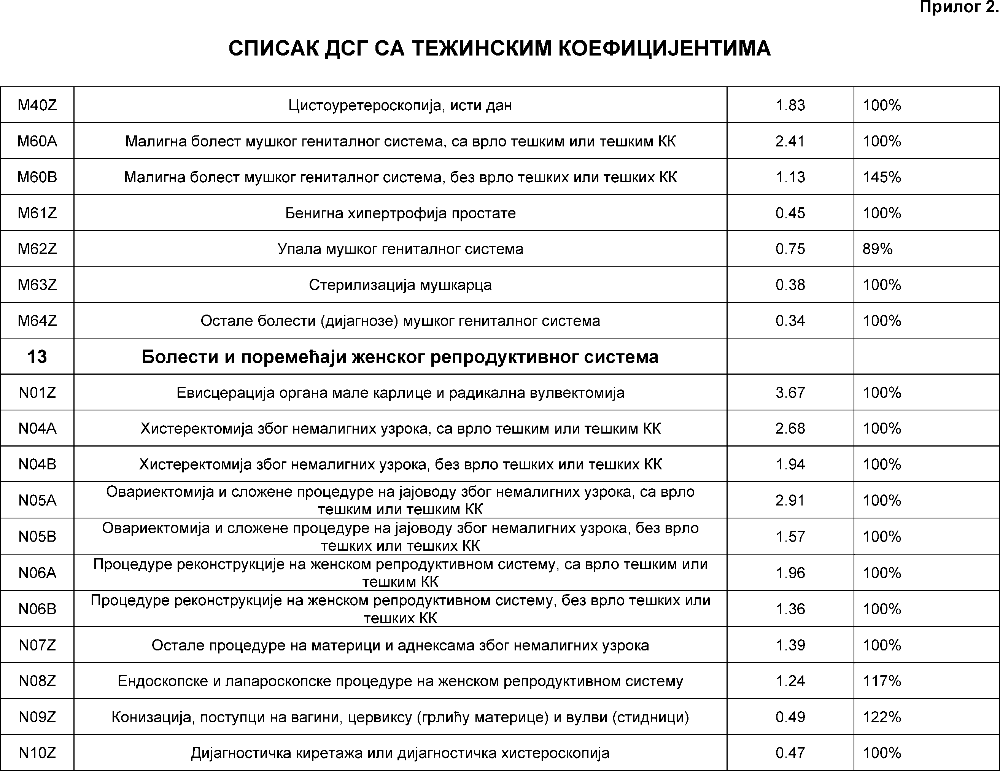 Прилог 2.
СПИСАК ДСГ СА ТЕЖИНСКИМ КОЕФИЦИЈЕНТИМА
M40Z Цистоуретероскопија, исти дан 1.83 100%
M60A Малигна болест мушког гениталног система, са врло тешким или тешким КК 2.41 100%
M60B Малигна болест мушког гениталног система, без врло тешких или тешких КК 1.13 145%
M61Z Бенигна хипертрофија простате 0.45 100%
M62Z Упала мушког гениталног система 0.75 89%
M63Z Стерилизација мушкарца 0.38 100%
M64Z Остале болести (дијагнозе) мушког гениталног система 0.34 100%
13 Болести и поремећаји женског репродуктивног система
N01Z Евисцерација органа мале карлице и радикална вулвектомија 3.67 100%
N04A Хистеректомија због немалигних узрока, са врло тешким или тешким КК 2.68 100%
N04B Хистеректомија због немалигних узрока, без врло тешких или тешких КК 1.94 100%
N05A Овариектомија и сложене процедуре на јајоводу због немалигних узрока, са врло
тешким или тешким КК 2.91 100%
N05B Овариектомија и сложене процедуре на јајоводу због немалигних узрока, без врло
тешких или тешких КК 1.57 100%
N06A Процедуре реконструкције на женском репродуктивном систему, са врло тешким или
тешким КК 1.96 100%
N06B Процедуре реконструкције на женском репродуктивном систему, без врло тешких или
тешких КК 1.36 100%
N07Z Остале процедуре на материци и аднексама због немалигних узрока 1.39 100%
N08Z Ендоскопске и лапароскопске процедуре на женском репродуктивном систему 1.24 117%
N09Z Конизација, поступци на вагини, цервиксу (грлићу материце) и вулви (стидници) 0.49 122%
N10Z Дијагностичка киретажа или дијагностичка хистероскопија 0.47 100%